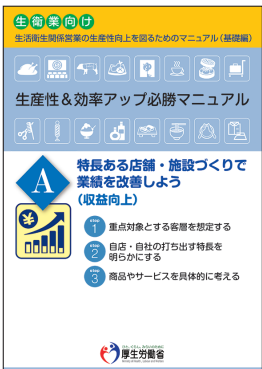 生衛業向け
生活衛生関係営業の生産性向上を図るためのマニュアル(基礎編)
生産性&効率アップ必勝マニュアル
A
特長ある店舗・施設づくりで
業績を改善しよう
(収益向上)
¥
step
1
重点対象とする客層を想定する
step
2
自店・自社の打ち出す特長を
明らかにする
step
3
商品やサービスを具体的に考える
厚生労働省